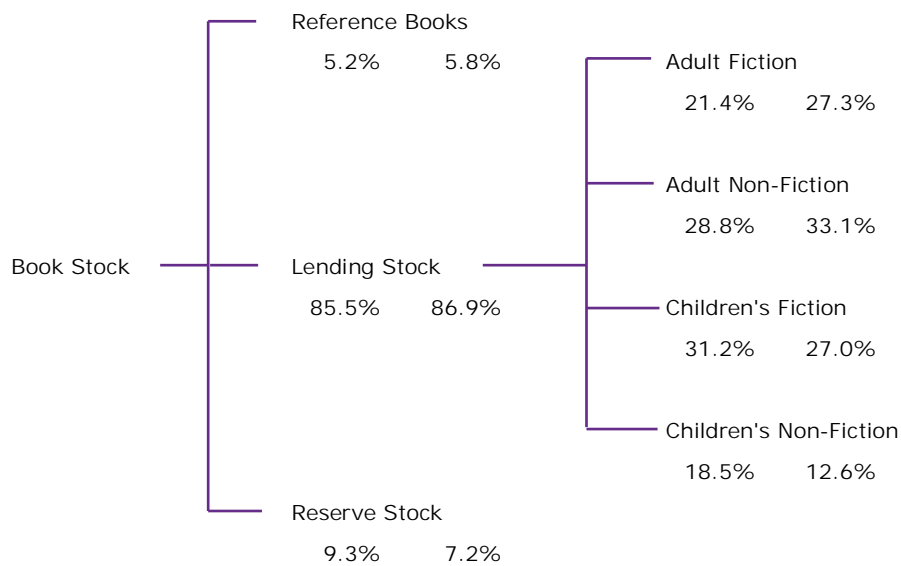 Reference Books
5.2% 5.8%
Adult Fiction
21.4% 27.3%
Adult Non-Fiction
28.8% 33.1%
Book Stock
Lending Stock
85.5% 86.9%
Children's Fiction
31.2% 27.0%
Children's Non-Fiction
18.5% 12.6%
Reserve Stock
9.3% 7.2%